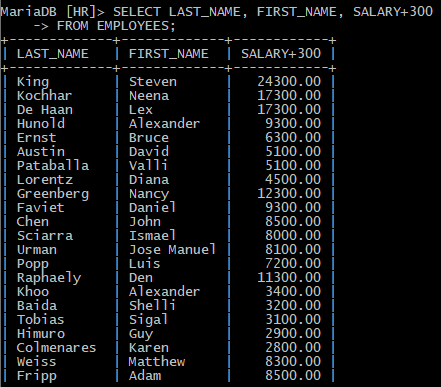 MariaDB [HR]> SELECT LAST_NAME, FIRST_NAME, SALARY+300
    -> FROM EMPLOYEES;
+-------------+-------------+------------+
| LAST_NAME   | FIRST_NAME  | SALARY+300 |
+-------------+-------------+------------+
| King        | Steven      |   24300.00 |
| Kochhar     | Neena       |   17300.00 |
| De Haan     | Lex         |   17300.00 |
| Hunold      | Alexander   |    9300.00 |
| Ernst       | Bruce       |    6300.00 |
| Austin      | David       |    5100.00 |
| Pataballa   | Valli       |    5100.00 |
| Lorentz     | Diana       |    4500.00 |
| Greenberg   | Nancy       |   12300.00 |
| Faviet      | Daniel      |    9300.00 |
| Chen        | John        |    8500.00 |
| Sciarra     | Ismael      |    8000.00 |
| Urman       | Jose Manuel |    8100.00 |
| Popp        | Luis        |    7200.00 |
| Raphaely    | Den         |   11300.00 |
| Khoo        | Alexander   |    3400.00 |
| Baida       | Shelli      |    3200.00 |
| Tobias      | Sigal       |    3100.00 |
| Himuro      | Guy         |    2900.00 |
| Colmenares  | Karen       |    2800.00 |
| Weiss       | Matthew     |    8300.00 |
| Fripp       | Adam        |    8500.00 |